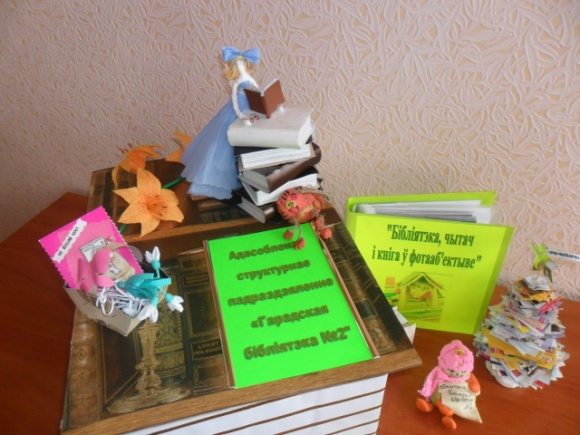 Адасобленае
структурнае
падраздзяленне
«Гарадская
бібліятэка №2"
"Бібліятэка, чытач
і кніга ў фотааб'ектыве"